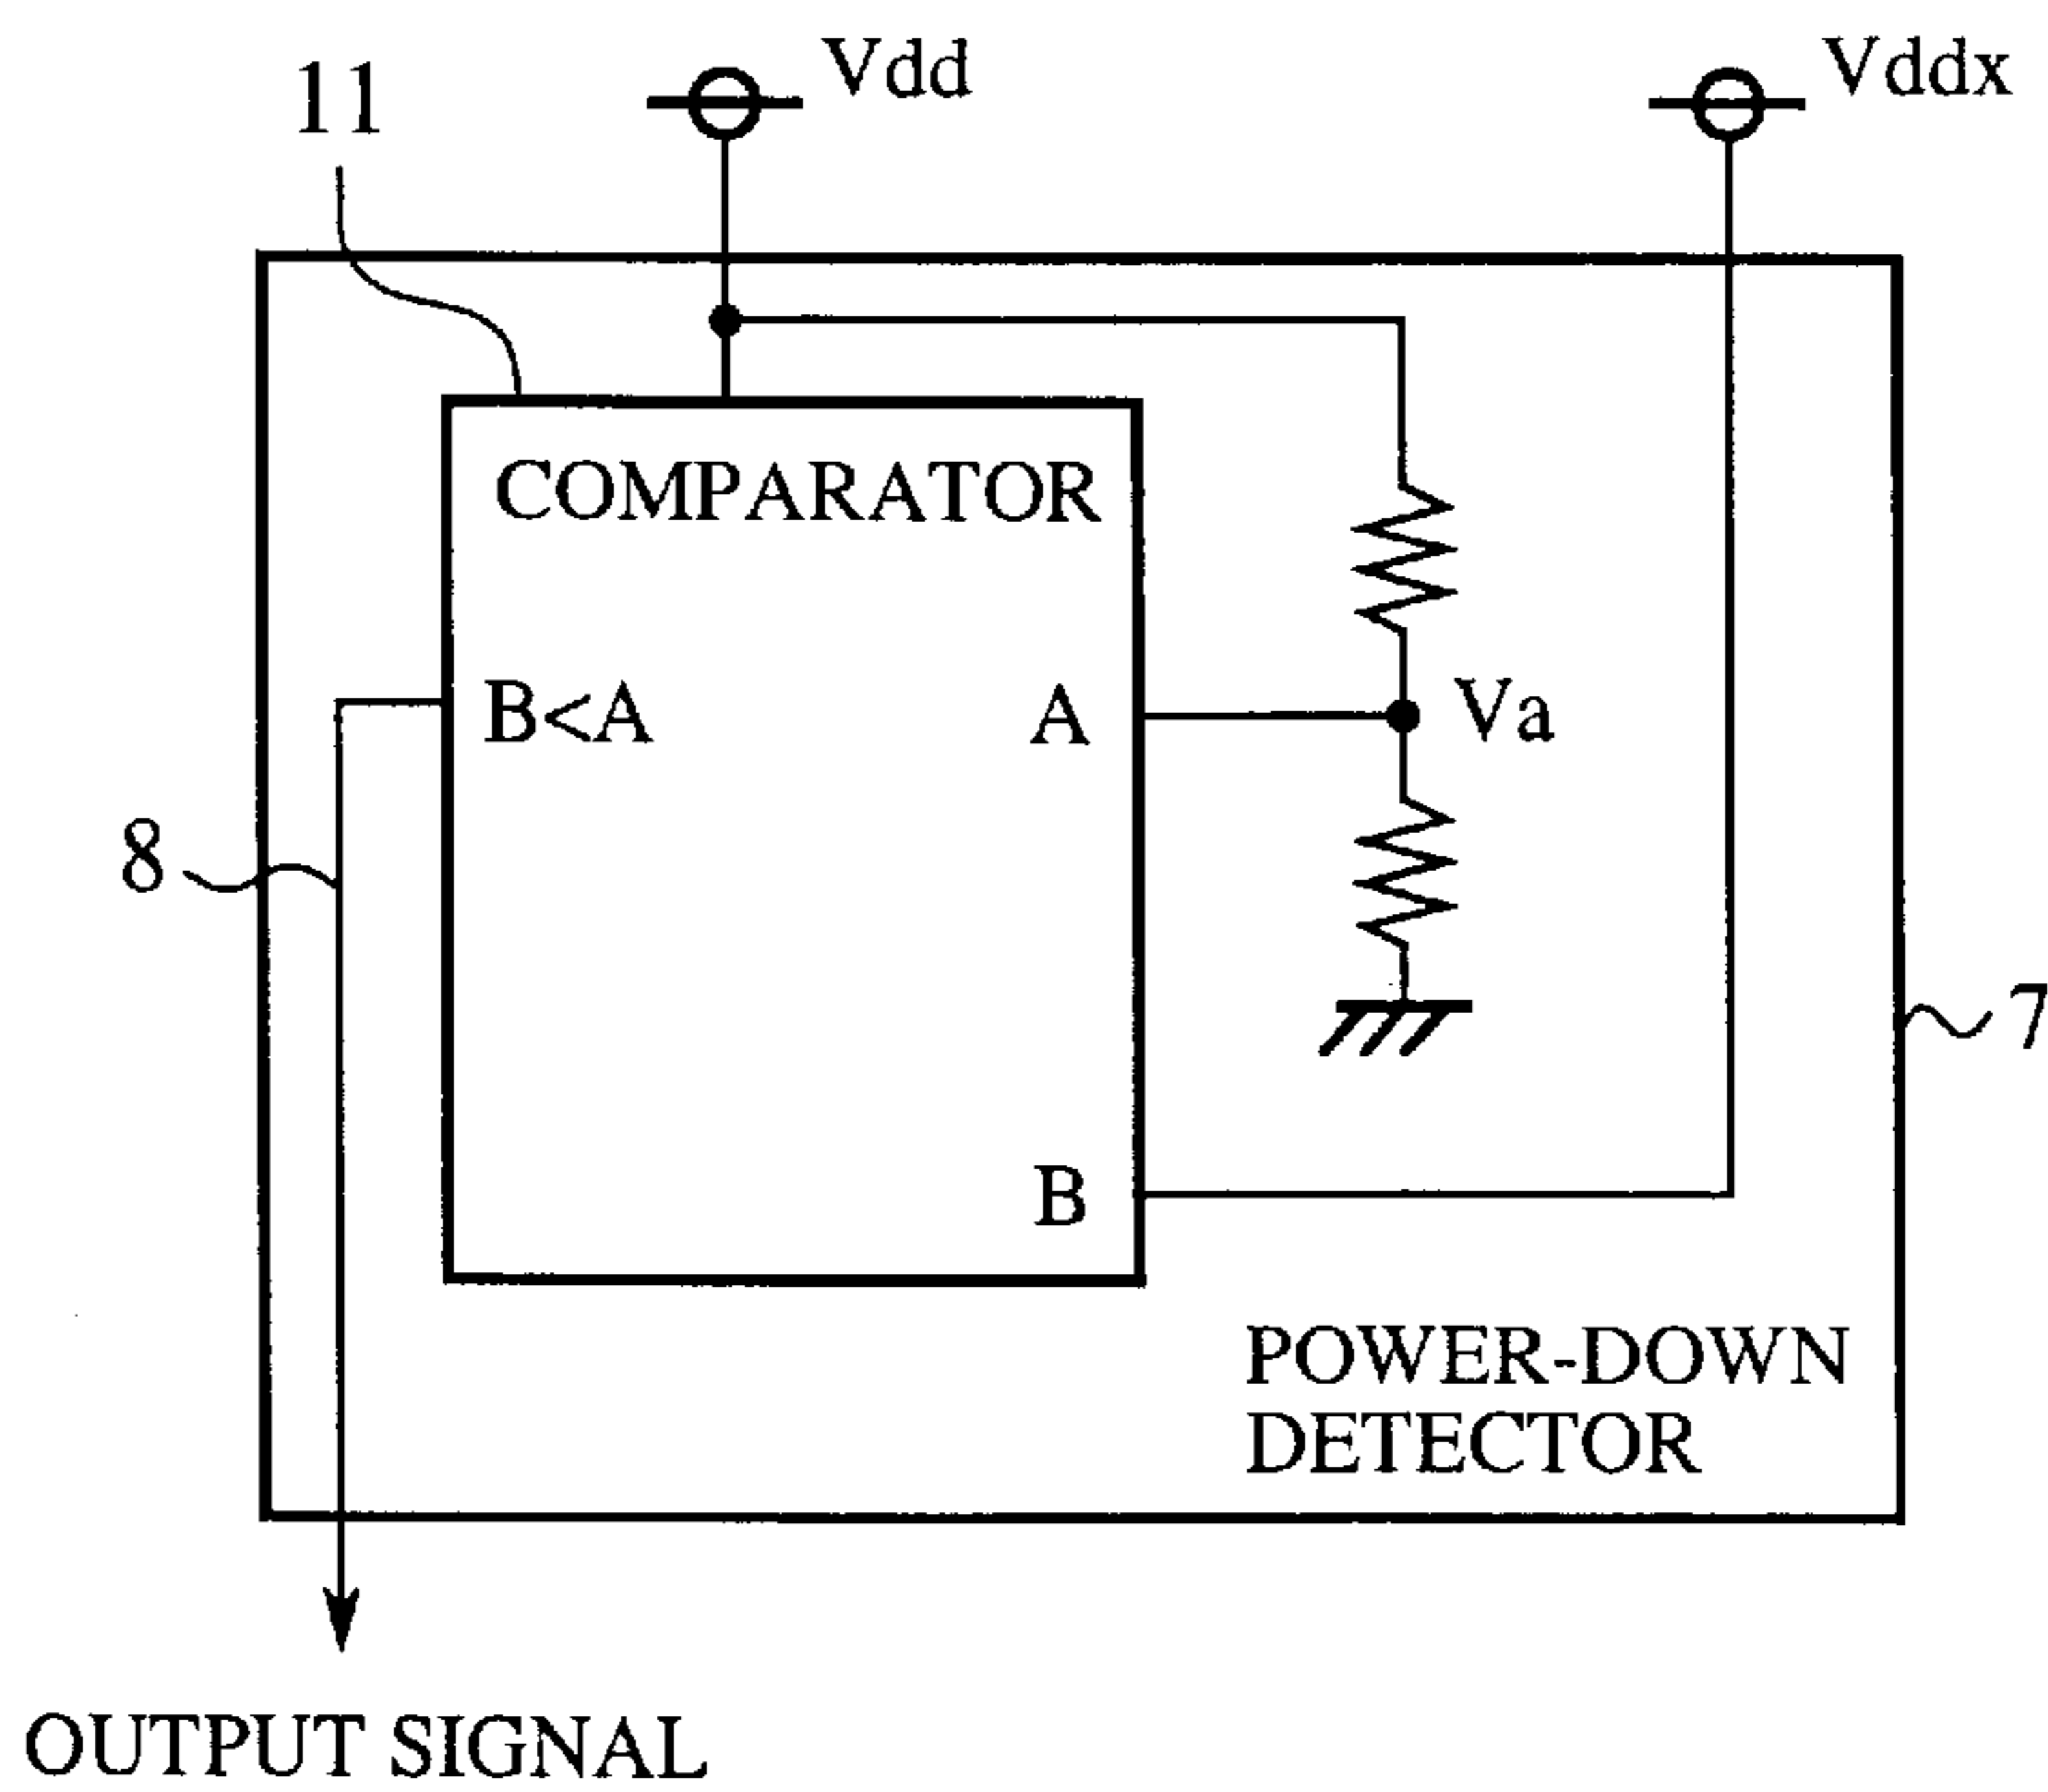 11
Vdd
Vddx
COMPARATOR
B<A
A
Va
8
7
B
POWER-DOWN
DETECTOR
OUTPUT SIGNAL